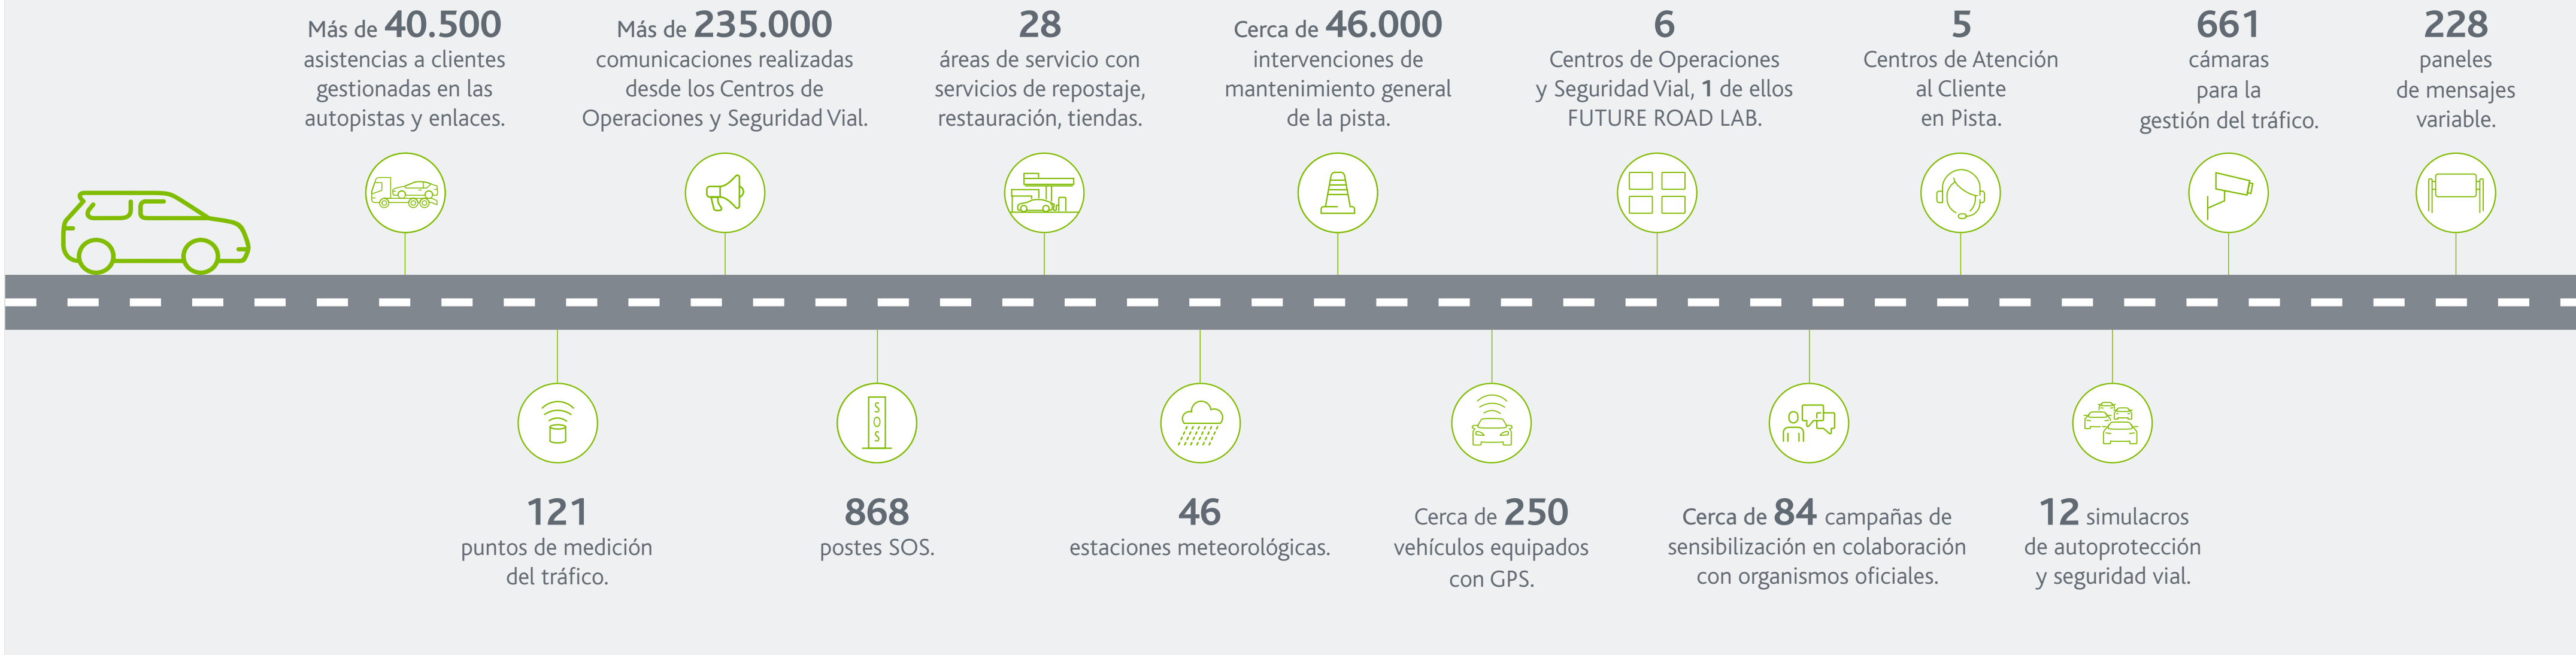 Más de 40.500
asistencias a clientes
gestionadas en las
autopistas y enlaces.
Más de 235.000
comunicaciones realizadas
desde los Centros de
Operaciones y Seguridad Vial.
28
áreas de servicio con
servicios de repostaje,
restauración, tiendas.
Cerca de 46.000
intervenciones de
mantenimiento general
de la pista.
6
Centros de Operaciones
y Seguridad Vial, 1 de ellos
FUTURE ROAD LAB.
5
Centros de Atención
al Cliente
en Pista.
661
cámaras
para la
gestión del tráfico.
228
paneles
de mensajes
variable.
121
puntos de medición
del tráfico.
SOS
868
postes SOS.
46
estaciones meteorológicas.
Cerca de 250
vehículos equipados
con GPS.
Cerca de 84 campañas de
sensibilización en colaboración
con organismos oficiales.
12 simulacros
de autoprotección
y seguridad vial.